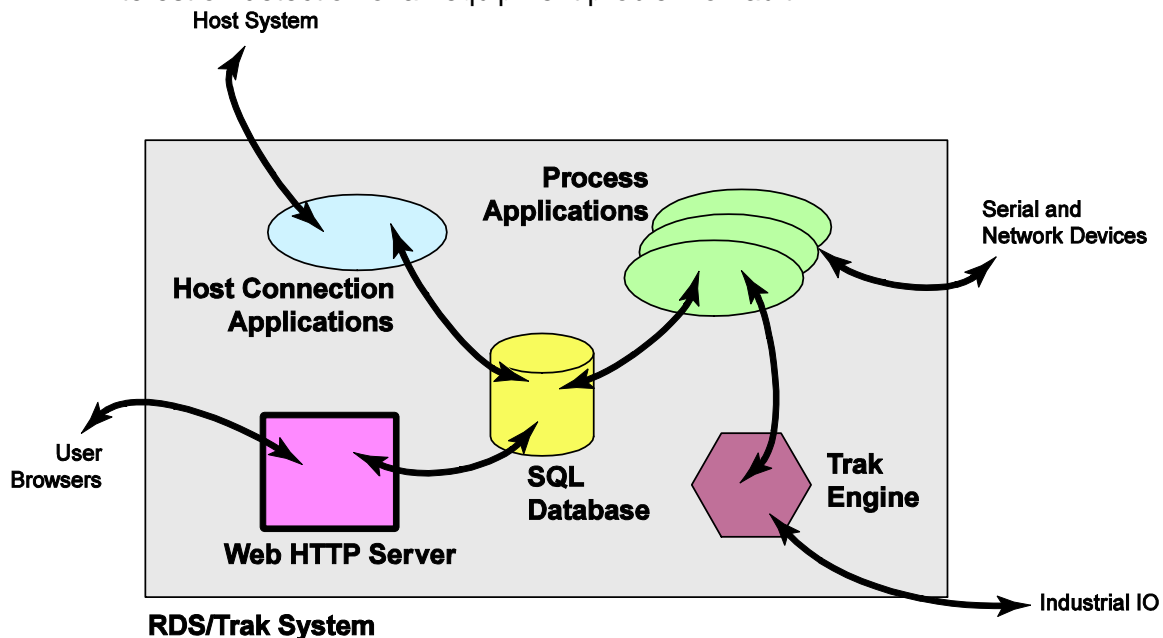 Host System
Process
Applications
Serial and
Network Devices
Host Connection
Applications
User
Browsers
SQL
Database
Trak
Engine
Web HTTP Server
Industrial IO
RDS/Trak System